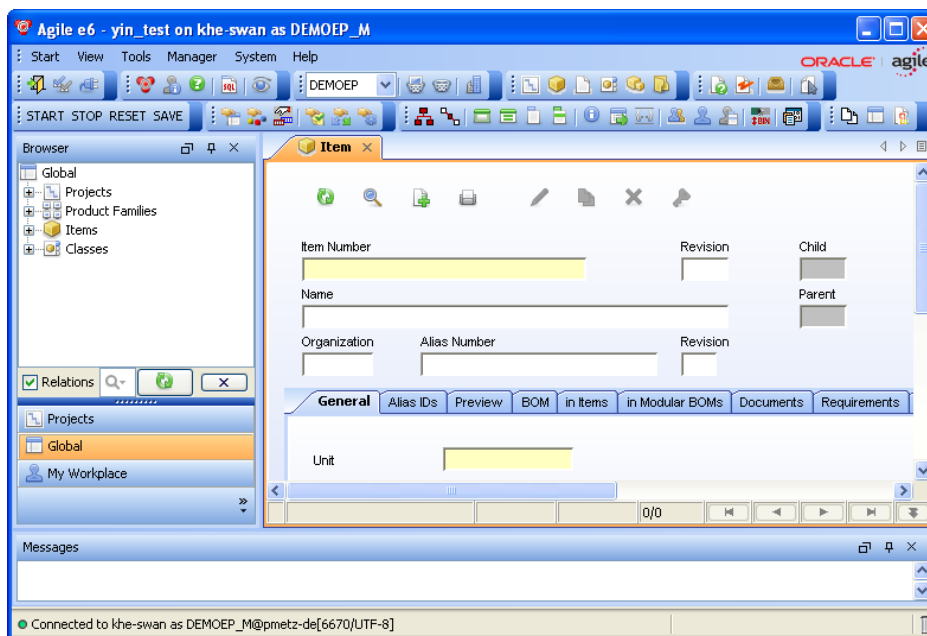 Agile e6 - yin_test on khe-swan as DEMOEP_M
Start View Tools Manager System Help
ORACLE agile
SQL DEMOEP
START STOP RESET SAVE
Browser
Item
Global
Projects
Product Families
Items
Classes
Item Number Revision Child
Name Parent
Organization Alias Number Revision
Relations
General Alias IDs Preview BOM in Items in Modular BOMs Documents Requirements
Projects
Global
My Workplace
Unit
0/0
Messages
Connected to khe-swan as DEMOEP_M@pmetz-de[6670/UTF-8]